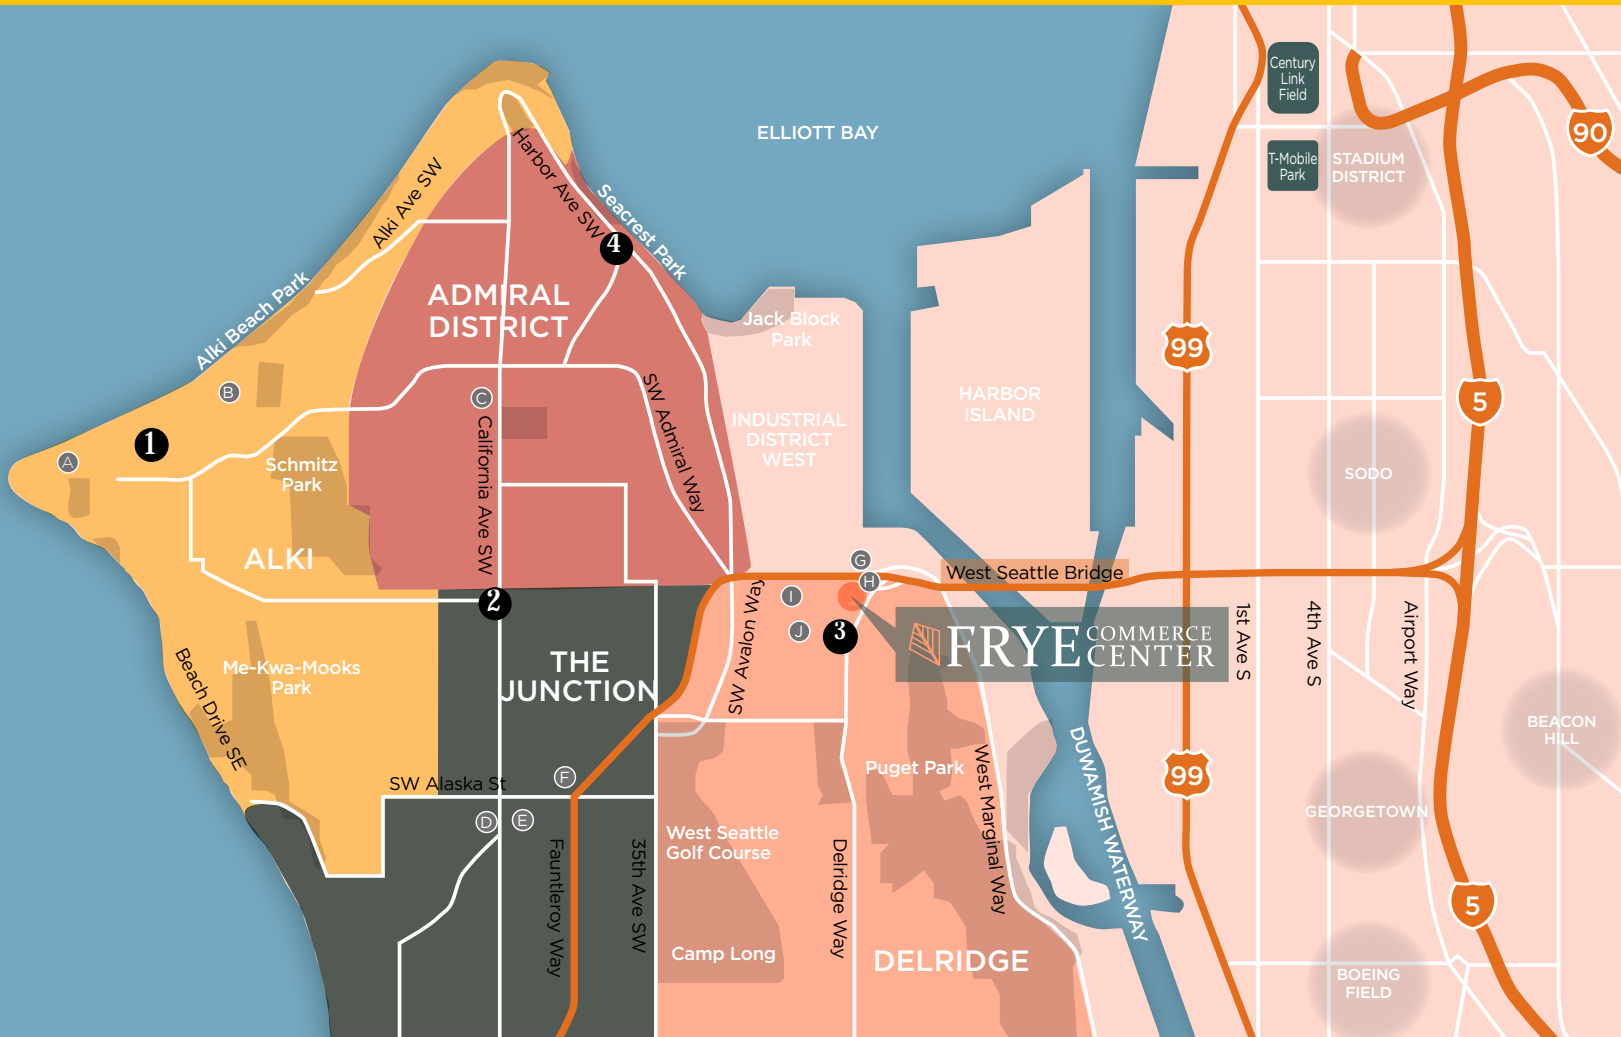 Century
Link
Field
90
ELLIOTT BAY
T-Mobile
Park
STADIUM
DISTRICT
Alki Ave SW
Harbor Ave SW
Seacrest Park
4
ADMIRAL
DISTRICT
Alki Beach Park
Jack Block
Park
99
B
C
HARBOR
ISLAND
5
1
A
California Ave SW
SW Admiral Way
INDUSTRIAL
DISTRICT
WEST
Schmitz
Park
SODO
ALKI
G
H
West Seattle Bridge
2
I
J
3
SW Avalon Way
FRYE
COMMERCE
CENTER
1st Ave S
4th Ave S
Airport Way
Me-Kwa-Mooks
Park
Beach Drive SE
THE
JUNCTION
BEACON
HILL
SW Alaska St
F
Puget Park
West Marginal Way
DUWAMISH WATERWAY
99
GEORGETOWN
D
E
West Seattle
Golf Course
Fauntleroy Way
35th Ave SW
Delridge Way
5
Camp Long
DELRIDGE
BOEING
FIELD